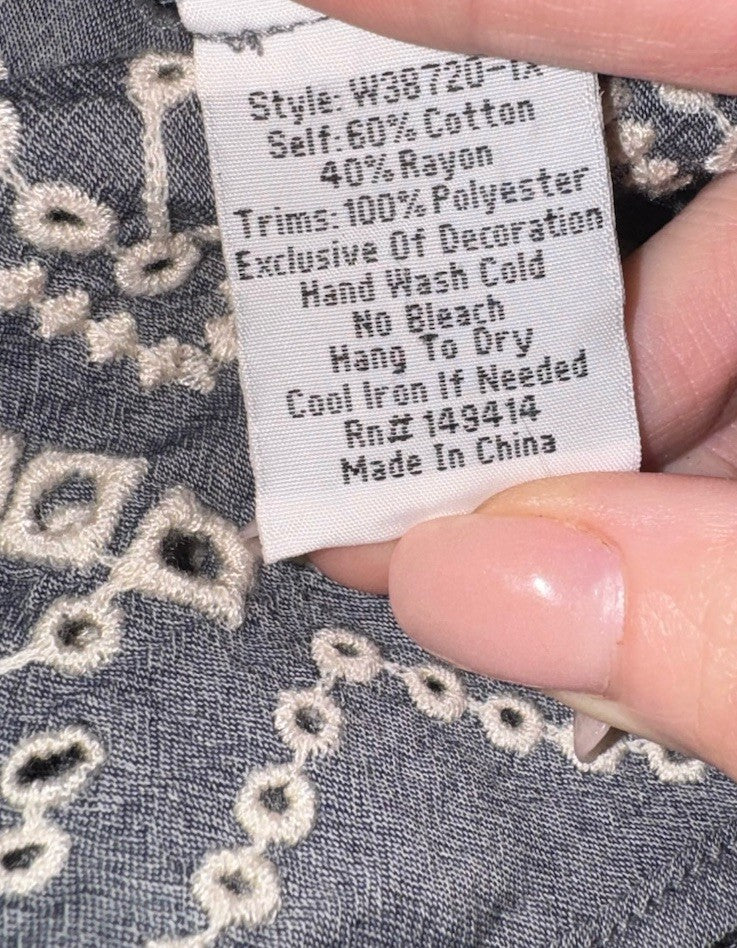 Style: W38720-1X
Self: 60% Cotton
40% Rayon
Trims: 100% Polyester
Exclusive Of Decoration
Hand Wash Cold
No Bleach
Hang To Dry
Cool Iron If Needed
Rn# 149414
Made In China